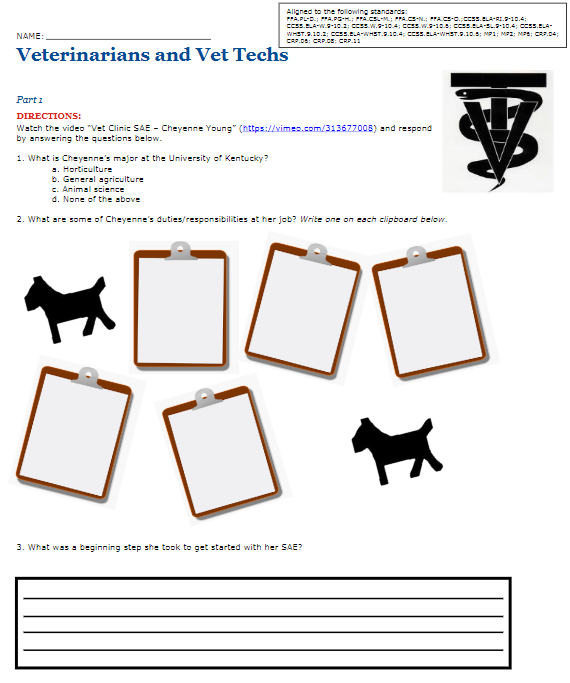 Aligned to the following standards:
FFA.PL-D.; FFA.PG-H.; FFA.CSL-M.; FFA.CS-N.; FFA.CS-O.;CCSS.ELA-RI.9-10.4;
CCSS.ELA-W.9-10.2; CCSS.W.9-10.4; CCSS.W.9-10.6; CCSS.ELA-SL.9-10.4; CCSS.ELA-
WHST.9.10.2; CCSS.ELA-WHST.9.10.4; CCSS.ELA-WHST.9.10.6; MP1; MP2; MP6; CRP.04;
CRP.06; CRP.08; CRP.11
NAME:
Veterinarians and Vet Techs
Part 1
DIRECTIONS:
Watch the video “Vet Clinic SAE – Cheyenne Young” (https://vimeo.com/313677008) and respond
by answering the questions below.
1. What is Cheyenne’s major at the University of Kentucky?
a. Horticulture
b. General agriculture
c. Animal science
d. None of the above
2. What are some of Cheyenne’s duties/responsibilities at her job? Write one on each clipboard below.
3. What was a beginning step she took to get started with her SAE?